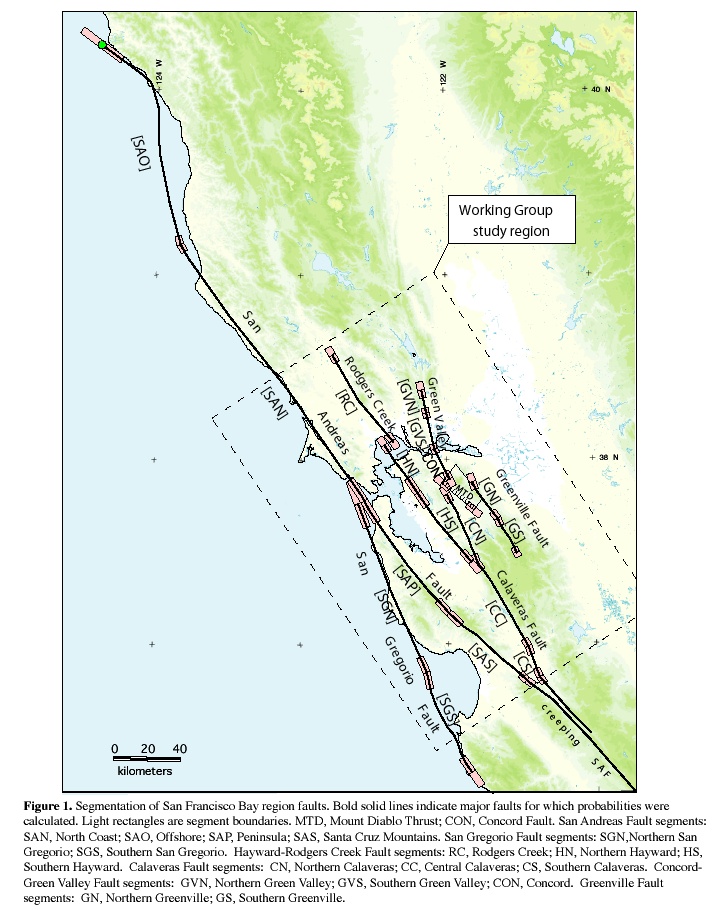 124 W
122 W
40 N
[SAO]
Working Group
study region
San
[SAN]
Andreas
Rodgers Creek
[RC]
Green Valley
[GVN]
[GVS]
[CON]
38 N
[HN]
MTD
[GN]
Greenville Fault
[HS]
[CN]
[GS]
San
[SAP]
Fault
Calaveras Fault
[SGN]
[CC]
Gregorio
[SAS]
[CS]
[SGS]
Fault
creeping SAF
0 20 40
kilometers
Figure 1. Segmentation of San Francisco Bay region faults. Bold solid lines indicate major faults for which probabilities were
calculated. Light rectangles are segment boundaries. MTD, Mount Diablo Thrust; CON, Concord Fault. San Andreas Fault segments:
SAN, North Coast; SAO, Offshore; SAP, Peninsula; SAS, Santa Cruz Mountains. San Gregorio Fault segments: SGN,Northern San
Gregorio; SGS, Southern San Gregorio. Hayward-Rodgers Creek Fault segments: RC, Rodgers Creek; HN, Northern Hayward; HS,
Southern Hayward. Calaveras Fault segments: CN, Northern Calaveras; CC, Central Calaveras; CS, Southern Calaveras. Concord-
Green Valley Fault segments: GVN, Northern Green Valley; GVS, Southern Green Valley; CON, Concord. Greenville Fault
segments: GN, Northern Greenville; GS, Southern Greenville.